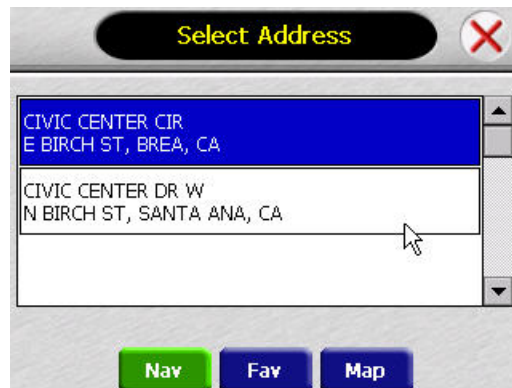 Select Address
CIVIC CENTER CIR
E BIRCH ST, BREA, CA
CIVIC CENTER DR W
N BIRCH ST, SANTA ANA, CA
Nav Fav Map